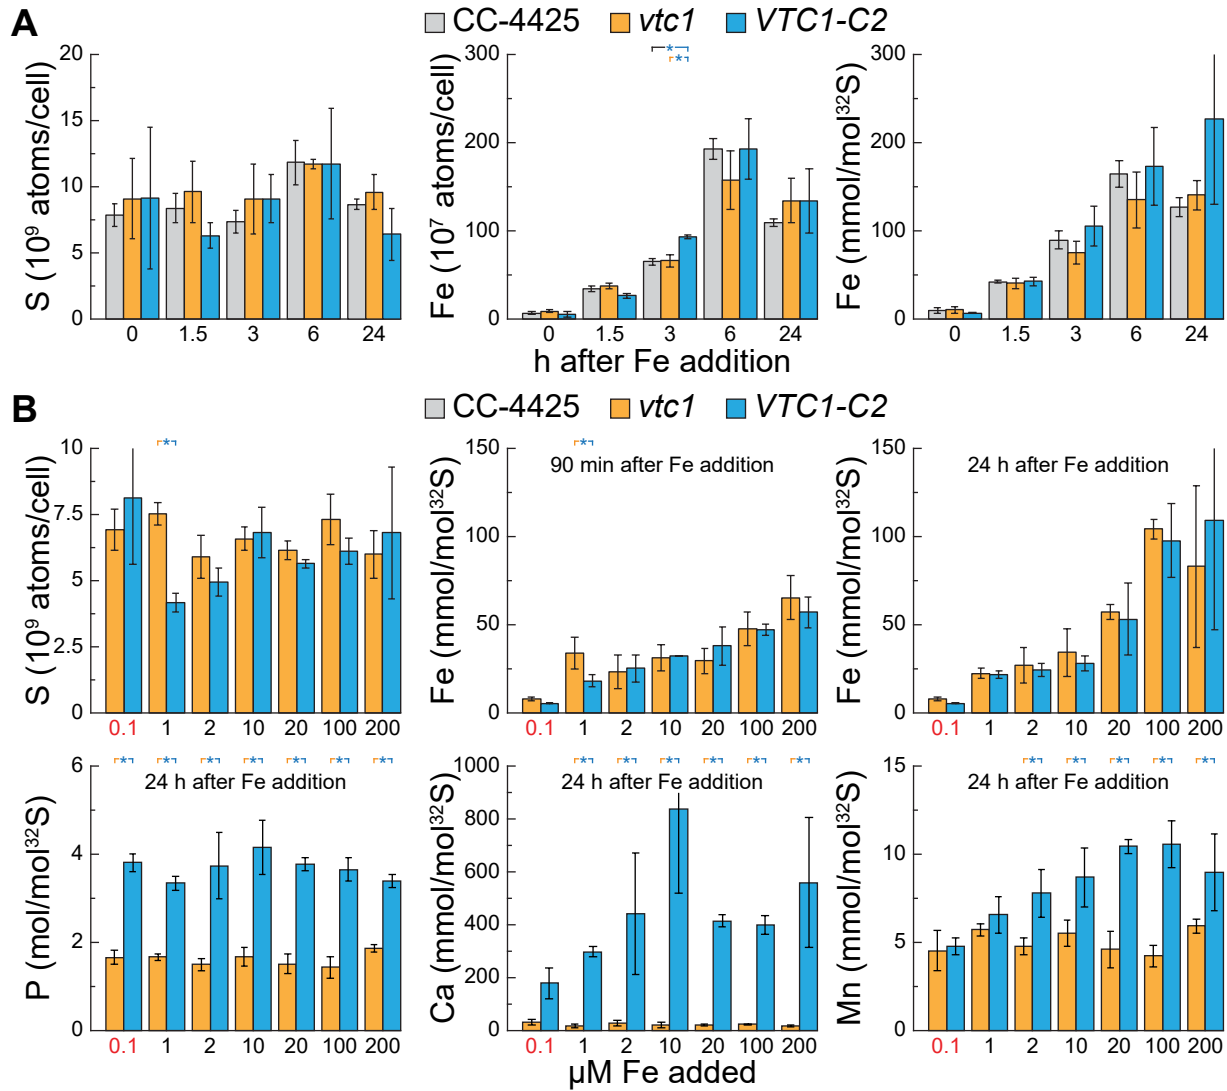 A
CC-4425 vtc1 VTC1-C2
S (10⁹ atoms/cell)
20
15
10
5
0
0 1.5 3 6 24
Fe (10⁷ atoms/cell)
300
200
100
0
* 
*
0 1.5 3 6 24
Fe (mmol/mol³²S)
300
200
100
0
0 1.5 3 6 24
h after Fe addition
B
CC-4425 vtc1 VTC1-C2
S (10⁹ atoms/cell)
10
7.5
5
2.5
0
*
0.1 1 2 10 20 100 200
Fe (mmol/mol³²S)
150
100
50
0
*
90 min after Fe addition
0.1 1 2 10 20 100 200
Fe (mmol/mol³²S)
150
100
50
0
24 h after Fe addition
0.1 1 2 10 20 100 200
P (mol/mol³²S)
6
4
2
0
* * * * * * *
24 h after Fe addition
0.1 1 2 10 20 100 200
Ca (mmol/mol³²S)
1000
800
600
400
200
0
* * * * * *
24 h after Fe addition
0.1 1 2 10 20 100 200
Mn (mmol/mol³²S)
15
10
5
0
* * * * *
24 h after Fe addition
0.1 1 2 10 20 100 200
µM Fe added